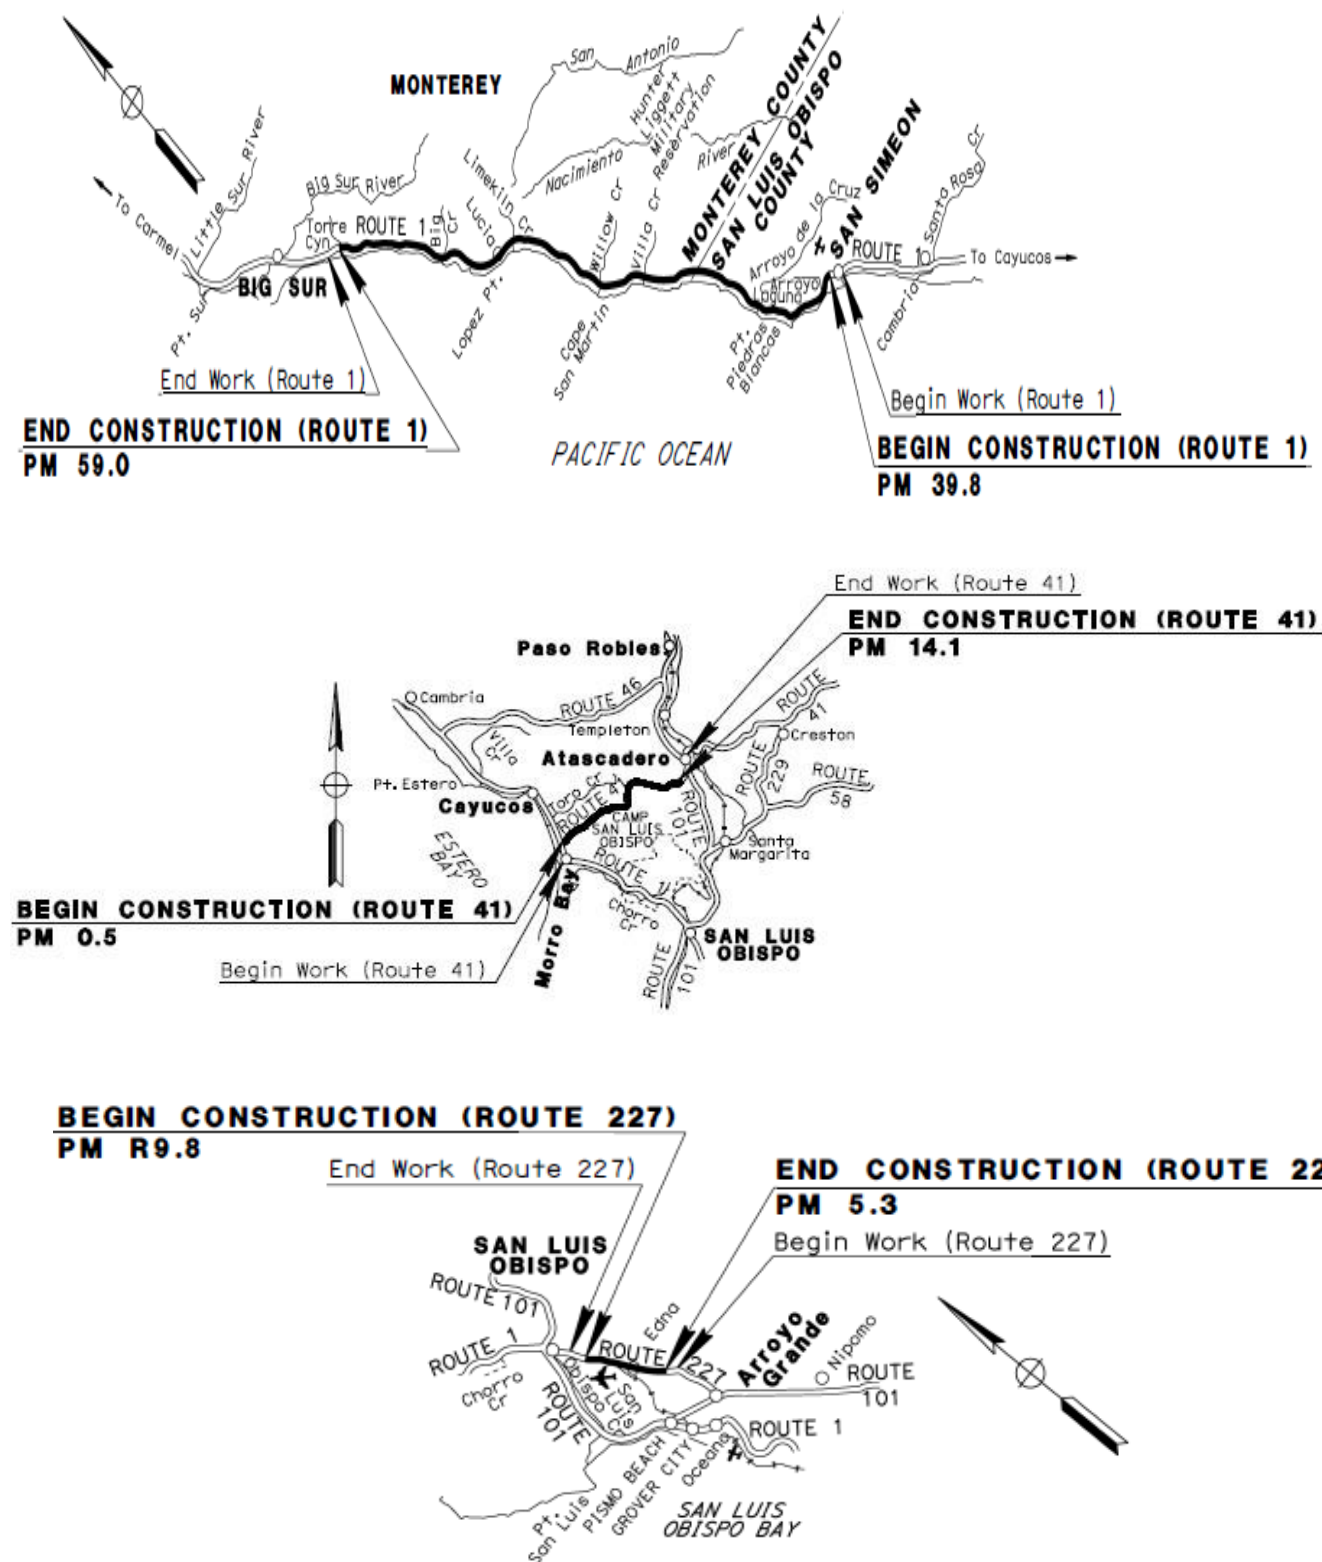 MONTEREY
San
Antonio
Hunter
Liggett
Military
Reservation
Nacimiento
River
MONTEREY COUNTY
SAN LUIS OBISPO
COUNTY
SAN SIMEON
Santa Rosa Cr
To Carmel
Little Sur River
Big Sur River
Torre
Cyn
ROUTE 1
Big
Cr
Lucia
Limekiln Cr
Willow Cr
Villa Cr
Arroyo de la Cruz
Arroyo
Laguna
ROUTE 1
To Cayucos
BIG SUR
Pt. Sur
Lopez Pt.
Cape
San Martin
Pt.
Piedras
Blancas
Cambria
End Work (Route 1)
END CONSTRUCTION (ROUTE 1)
PM 59.0
PACIFIC OCEAN
Begin Work (Route 1)
BEGIN CONSTRUCTION (ROUTE 1)
PM 39.8
End Work (Route 41)
END CONSTRUCTION (ROUTE 41)
PM 14.1
Paso Robles
Cambria
ROUTE 46
Templeton
ROUTE
41
Creston
Villa
Cr
Atascadero
ROUTE
229
ROUTE
58
Pt. Estero
Cayucos
Toro Cr
ROUTE 41
CAMP
SAN LUIS
OBISPO
ROUTE
101
Santa
Margarita
ESTERO
BAY
ROUTE 1
Chorro
Cr
BEGIN CONSTRUCTION (ROUTE 41)
PM 0.5
Begin Work (Route 41)
Morro Bay
SAN LUIS
OBISPO
ROUTE
101
BEGIN CONSTRUCTION (ROUTE 227)
PM R9.8
End Work (Route 227)
END CONSTRUCTION (ROUTE 22
PM 5.3
Begin Work (Route 227)
SAN LUIS
OBISPO
ROUTE 101
ROUTE 1
Chorro
Cr
Edna
ROUTE 227
Arroyo
Grande
Nipomo
ROUTE
101
San
Luis
Obispo Cr
ROUTE
101
ROUTE 1
Pt.
San Luis
PISMO BEACH
GROVER CITY
Oceano
SAN LUIS
OBISPO BAY